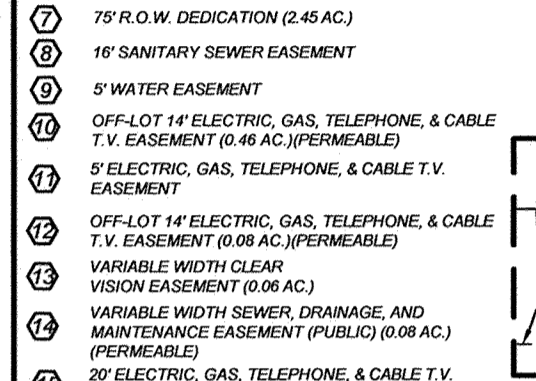 7 75' R.O.W. DEDICATION (2.45 AC.)
8 16' SANITARY SEWER EASEMENT
9 5' WATER EASEMENT
10 OFF-LOT 14' ELECTRIC, GAS, TELEPHONE, & CABLE
T.V. EASEMENT (0.46 AC.)(PERMEABLE)
11 5' ELECTRIC, GAS, TELEPHONE, & CABLE T.V.
EASEMENT
12 OFF-LOT 14' ELECTRIC, GAS, TELEPHONE, & CABLE
T.V. EASEMENT (0.08 AC.)(PERMEABLE)
13 VARIABLE WIDTH CLEAR
VISION EASEMENT (0.06 AC.)
14 VARIABLE WIDTH SEWER, DRAINAGE, AND
MAINTENANCE EASEMENT (PUBLIC) (0.08 AC.)
(PERMEABLE)
20' ELECTRIC, GAS, TELEPHONE, & CABLE T.V.